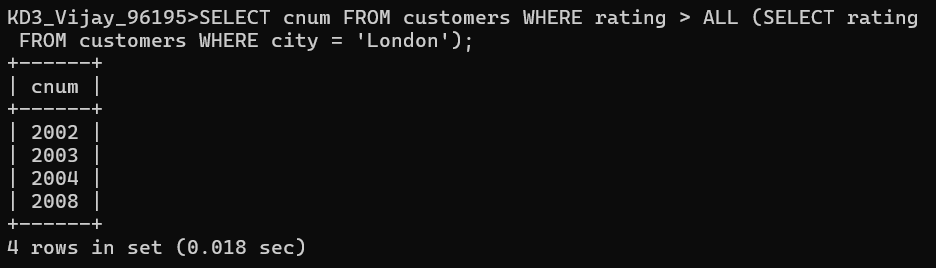 KD3_Vijay_96195>SELECT cnum FROM customers WHERE rating > ALL (SELECT rating
 FROM customers WHERE city = 'London');
+------+
| cnum |
+------+
| 2002 |
| 2003 |
| 2004 |
| 2008 |
+------+
4 rows in set (0.018 sec)